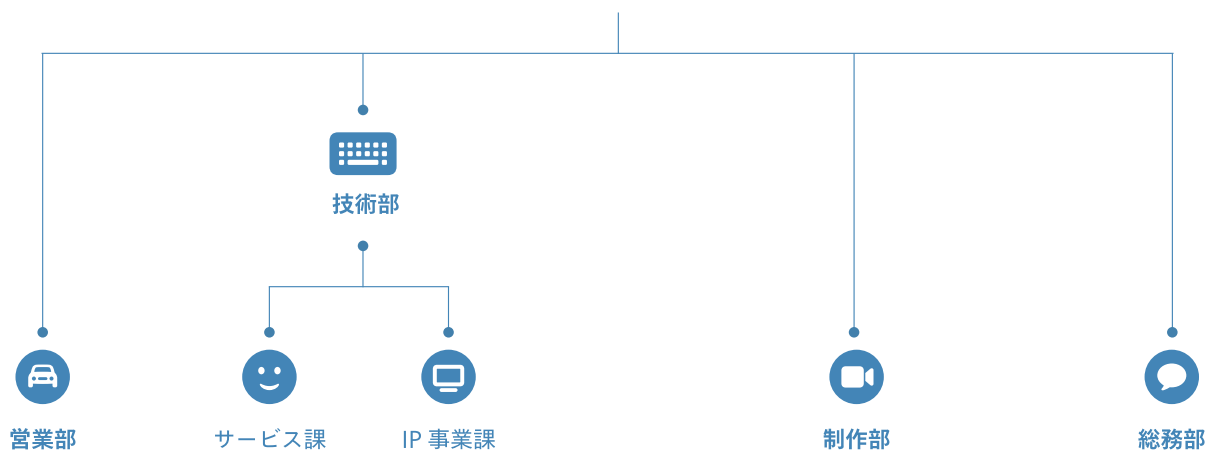 技術部
営業部
サービス課
IP 事業課
制作部
総務部